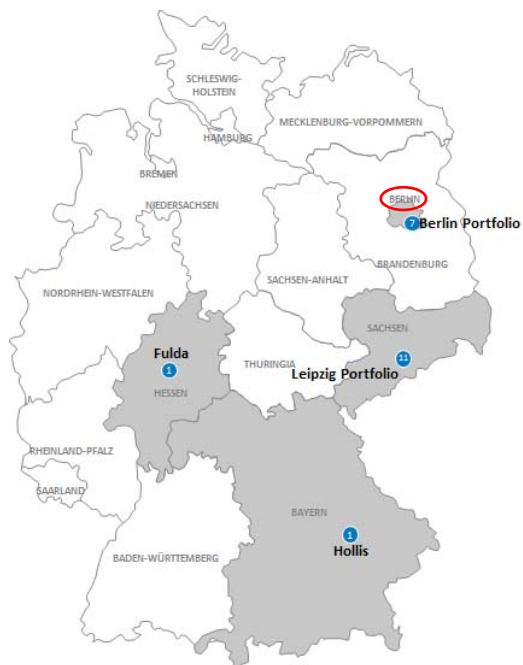 SCHLESWIG-
HOLSTEIN
MECKLENBURG-VORPOMMERN
HAMBURG
BREMEN
NIEDERSACHSEN
BERLIN
7
Berlin Portfolio
BRANDENBURG
SACHSEN-ANHALT
NORDRHEIN-WESTFALEN
SACHSEN
11
Leipzig Portfolio
Fulda
1
HESSEN
THURINGIA
RHEINLAND-PFALZ
SAARLAND
BAYERN
1
Hollis
BADEN-WÜRTTEMBERG